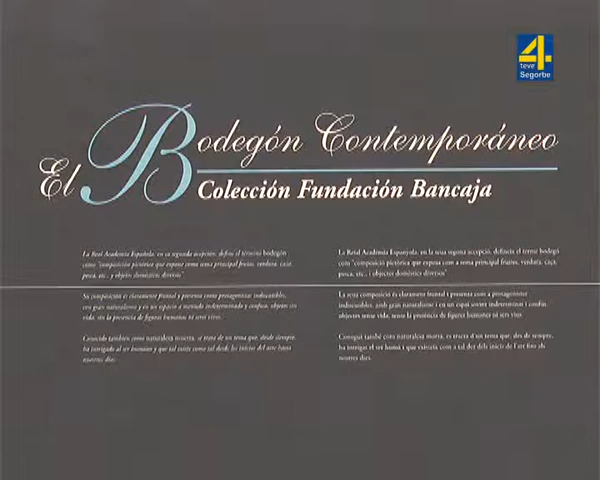 4
teve
Segorbe
El Bodegón Contemporáneo
Colección Fundación Bancaja
La Real Academia Española, en su segunda acepción, define el término bodegón
como "composición pictórica que expone como tema principal frutas, verdura, caza,
pesca, etc., y objetos domésticos diversos"
Su composición es claramente frontal y presenta como protagonistas indiscutibles,
con gran naturalismo y en un espacio a menudo indeterminado y confuso, objetos sin
vida, sin la presencia de figuras humanas ni seres vivos.
Conocido también como naturaleza muerta, se trata de un tema que, desde siempre,
ha intrigado al ser humano y que tal existe como tal desde los inicios del arte hasta
nuestros días.
La Reial Acadèmia Espanyola, en la seua segona accepció, defineix el terme bodegó
com "composició pictòrica que exposa com a tema principal fruites, verdura, caça,
pesca, etc., i objectes domèstics diversos"
La seua composició és clarament frontal i presenta com a protagonistes
indiscutibles, amb gran naturalisme i en un espai sovint indeterminat i confús,
objectes sense vida, sense la presència de figures humanes ni sers vius
Conegut també com naturalesa morta, es tracta d'un tema que, des de sempre,
ha intrigat el ser humà i que existix com a tal des dels inicis de l'art fins als
nostres dies.